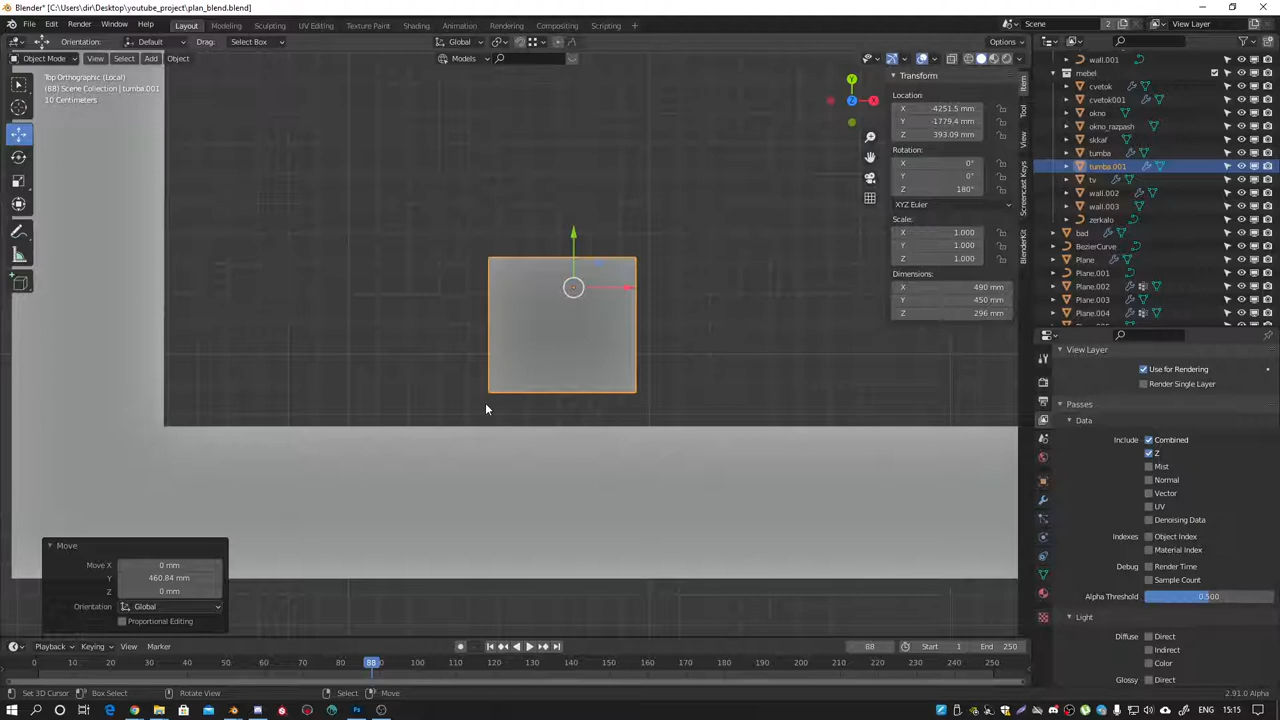 Blender* [C:\Users\dir\Desktop\youtube_project\plan_blend.blend]
File Edit Render Window Help Layout Modeling Sculpting UV Editing Texture Paint Shading Animation Rendering Compositing Scripting Scene 2 View Layer
Orientation: Default Drag: Select Box Global Options
Object Mode View Select Add Object Models
Top Orthographic (Local)
(88) Scene Collection | tumba.001
10 Centimeters
Z X Y
Transform
Location:
X -4251.5 mm
Y -1779.4 mm
Z 393.09 mm
Rotation:
X 0°
Y 0°
Z 180°
XYZ Euler
Scale:
X 1.000
Y 1.000
Z 1.000
Dimensions:
X 490 mm
Y 450 mm
Z 296 mm
Item
Tool
View
Screencast Keys
BlenderKit
wall.001
mebel
cvetok
cvetok001
okno
okno_razpash
skkaf
tumba
tumba.001
tv
wall.002
wall.003
zerkalo
bad
BezierCurve
Plane
Plane.001
Plane.002
Plane.003
Plane.004
View Layer
Use for Rendering
Render Single Layer
Passes
Data
Include Combined
Z
Mist
Normal
Vector
UV
Denoising Data
Indexes Object Index
Material Index
Debug Render Time
Sample Count
Alpha Threshold 0.500
Light
Diffuse Direct
Indirect
Color
Glossy Direct
Move
Move X 0 mm
Y 460.84 mm
Z 0 mm
Orientation Global
Proportional Editing
Playback Keying View Marker 88 Start 1 End 250
0 10 20 30 40 50 60 70 80 88 100 110 120 130 140 150 160 170 180 190 200 210 220 230 240 250
Set 3D Cursor Box Select Rotate View Select Move 2.91.0 Alpha
15:15